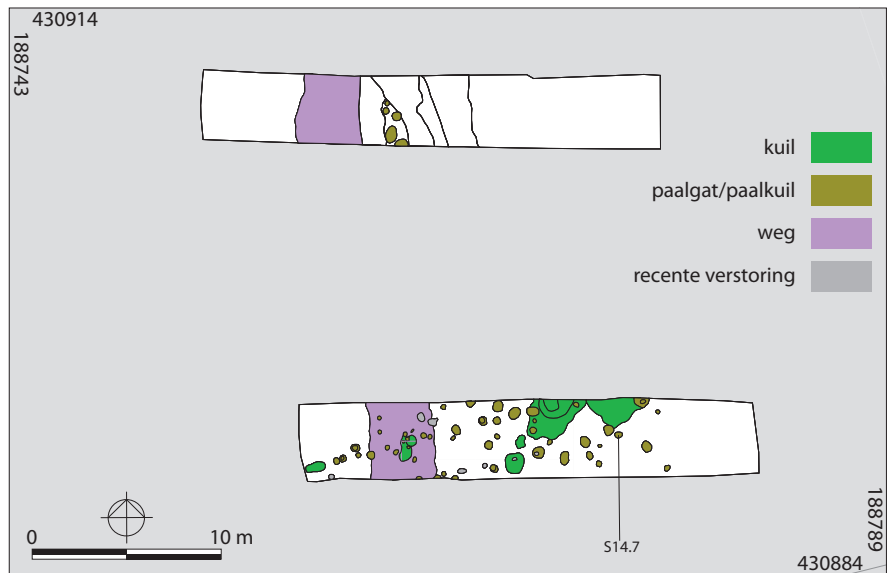 430914
188743
kuil
paalgat/paalkuil
weg
recente verstoring
0 10 m
S14.7
188789
430884